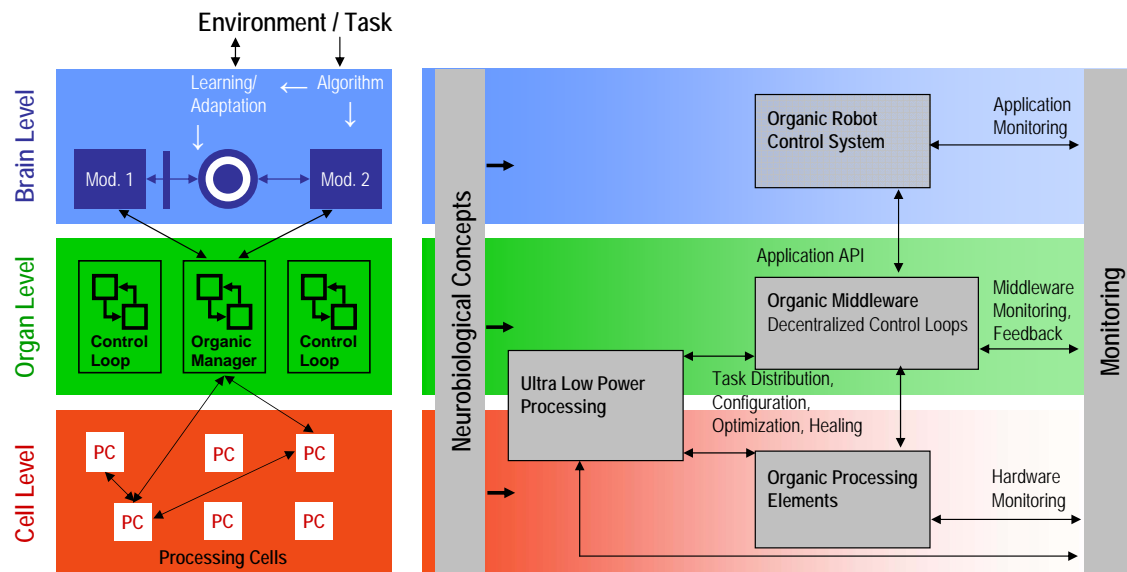 Environment / Task
Brain Level
Learning/
Adaptation
Algorithm
Mod. 1
Mod. 2
Organ Level
Control
Loop
Organic
Manager
Control
Loop
Cell Level
PC
PC
PC
PC
PC
PC
Processing Cells
Neurobiological Concepts
Organic Robot
Control System
Application
Monitoring
Application API
Organic Middleware
Decentralized Control Loops
Middleware
Monitoring,
Feedback
Ultra Low Power
Processing
Task Distribution,
Configuration,
Optimization, Healing
Organic Processing
Elements
Hardware
Monitoring
Monitoring